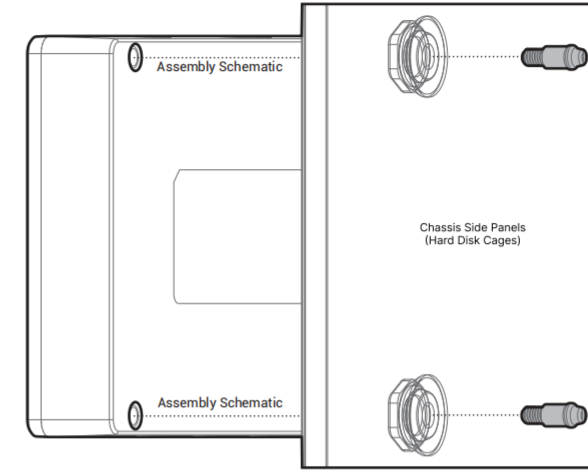 Assembly Schematic
Chassis Side Panels
(Hard Disk Cages)
Assembly Schematic